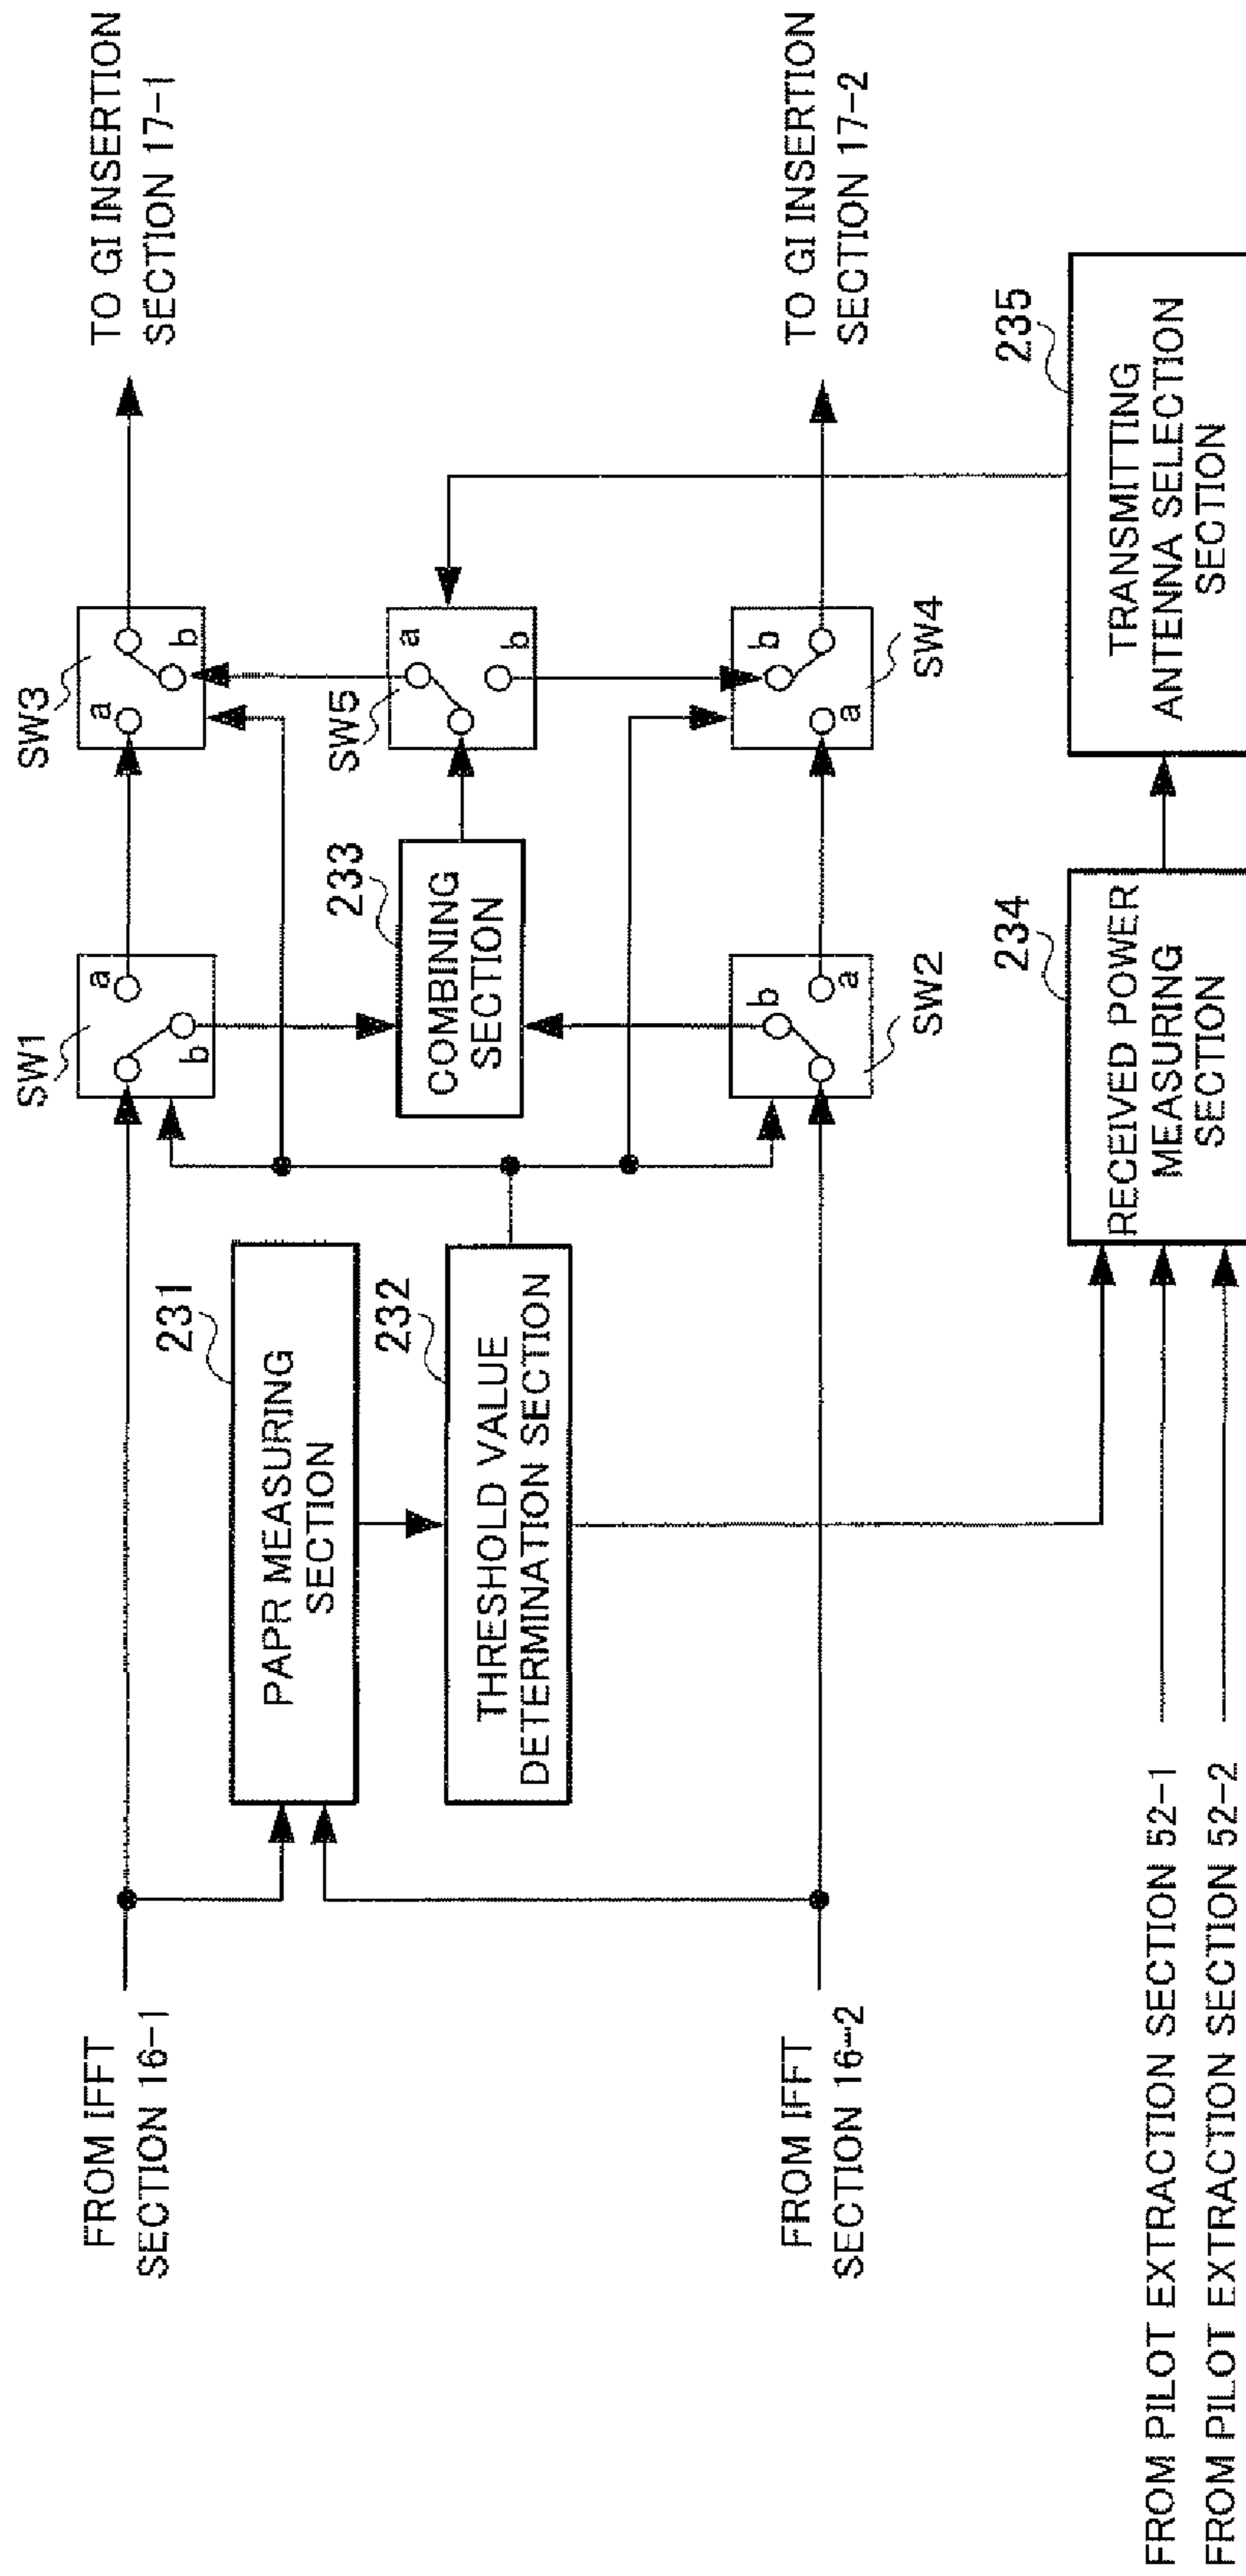 FROM IFFT
SECTION 16-1
SW1
a
b
SW3
a
b
TO GI INSERTION
SECTION 17-1
231
PAPR MEASURING
SECTION
232
THRESHOLD VALUE
DETERMINATION SECTION
233
COMBINING
SECTION
SW5
a
b
FROM IFFT
SECTION 16-2
b
a
SW2
b
a
SW4
TO GI INSERTION
SECTION 17-2
234
RECEIVED POWER
MEASURING
SECTION
235
TRANSMITTING
ANTENNA SELECTION
SECTION
FROM PILOT EXTRACTION SECTION 52-1
FROM PILOT EXTRACTION SECTION 52-2